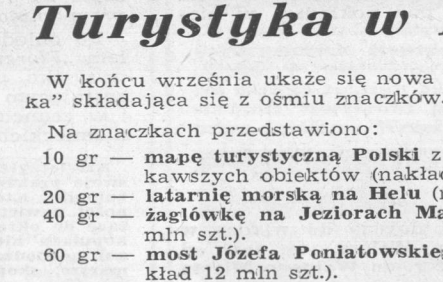 Turystyka w
W końcu września ukaże się nowa
ka” składająca się z ośmiu znaczków.
Na znaczkach przedstawiono:
10 gr — mapę turystyczną Polski z
kawszych obiektów (nakład
20 gr — latarnię morską na Helu (n
40 gr — żaglówkę na Jeziorach Ma
mln szt.).
60 gr — most Józefa Poniatowskieg
kład 12 mln szt.).